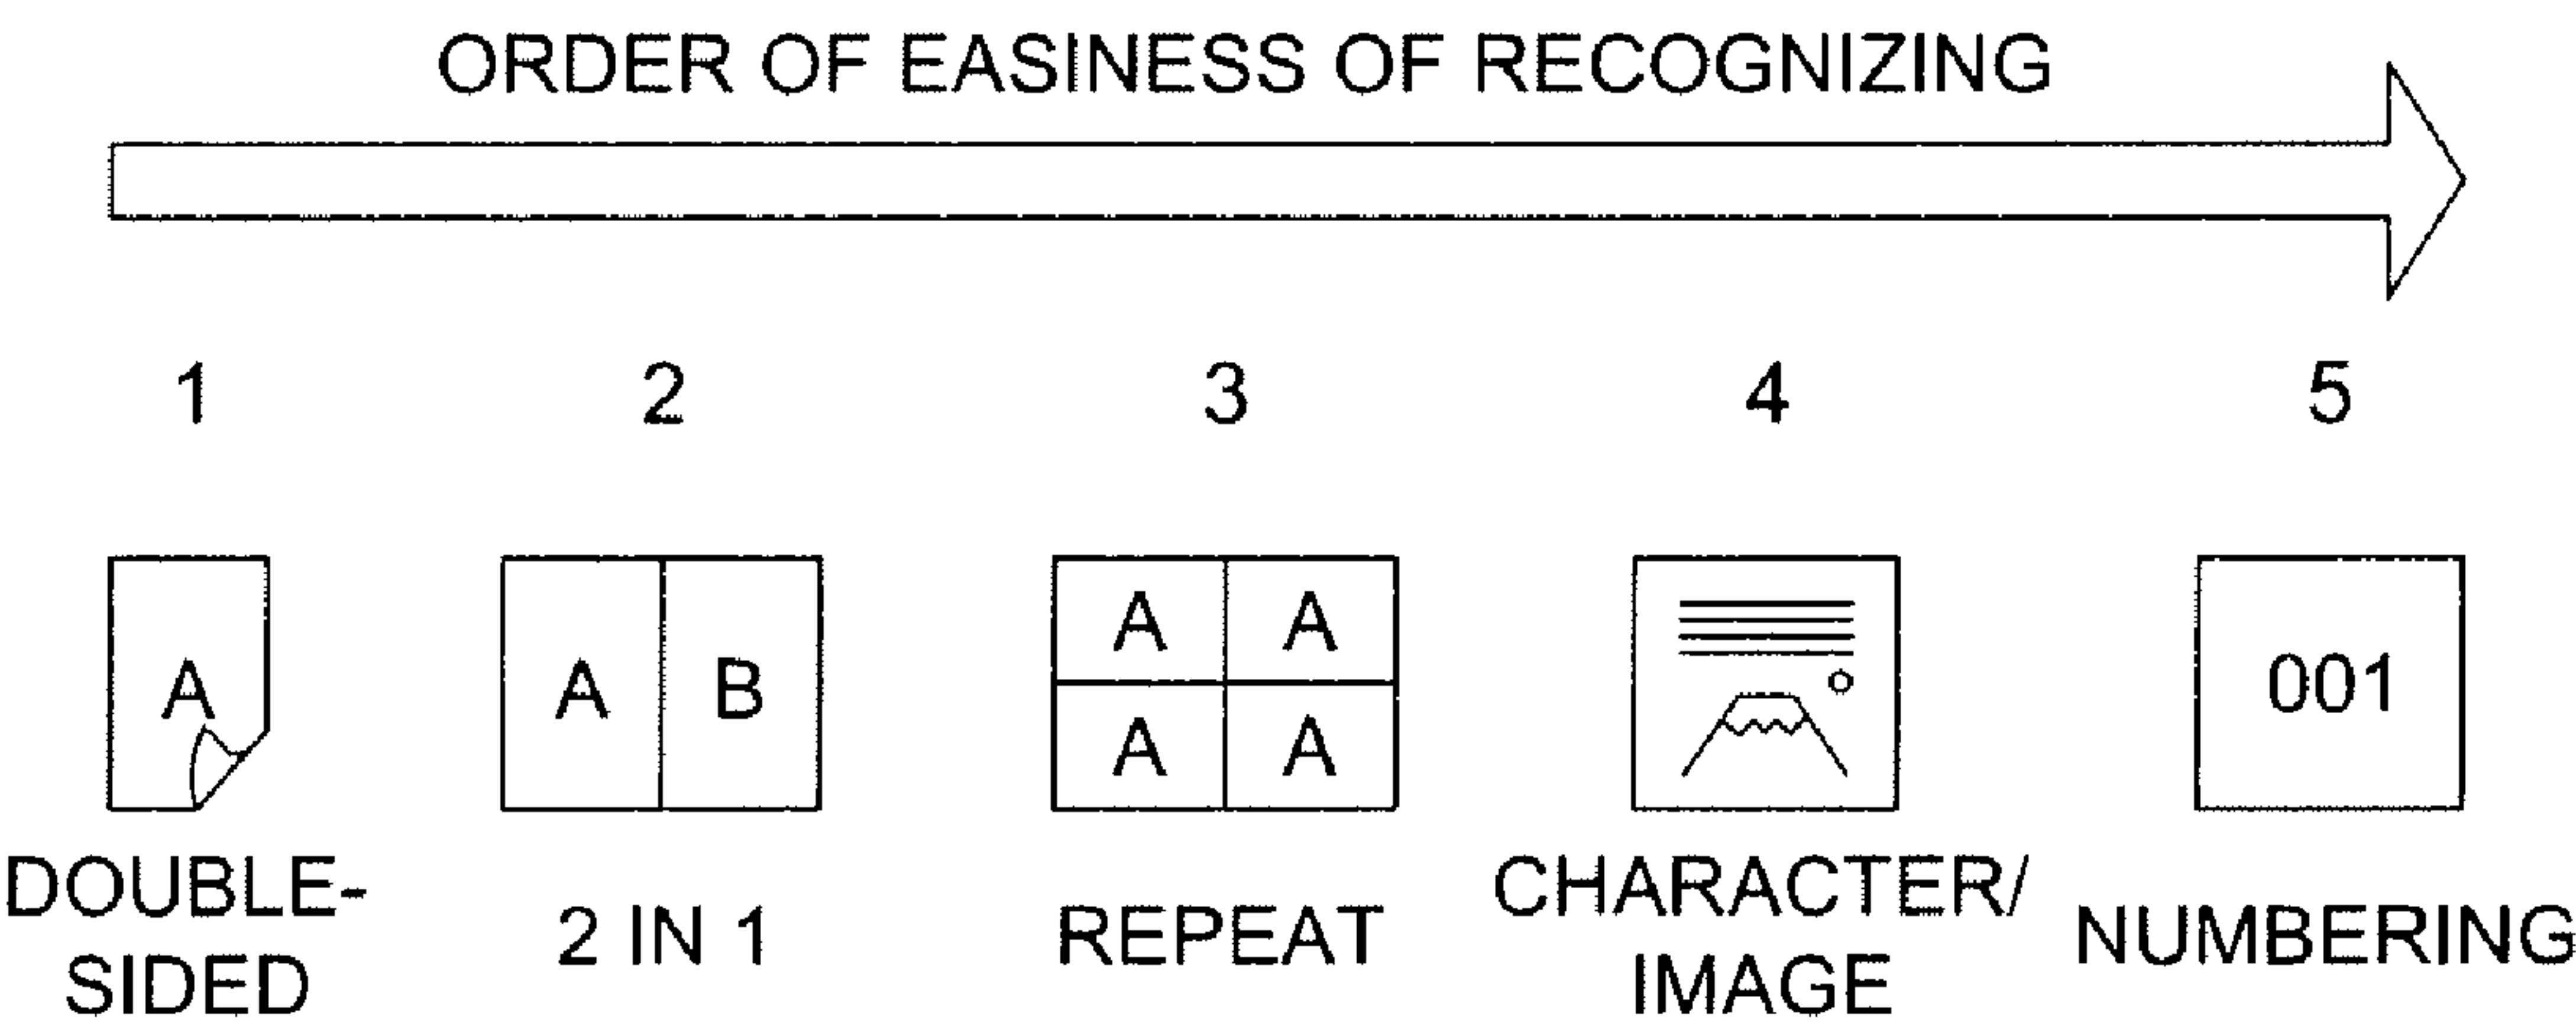 ORDER OF EASINESS OF RECOGNIZING
1 2 3 4 5
A
A B
A A
A A
001
DOUBLE-
SIDED
2 IN 1
REPEAT
CHARACTER/
IMAGE
NUMBERING